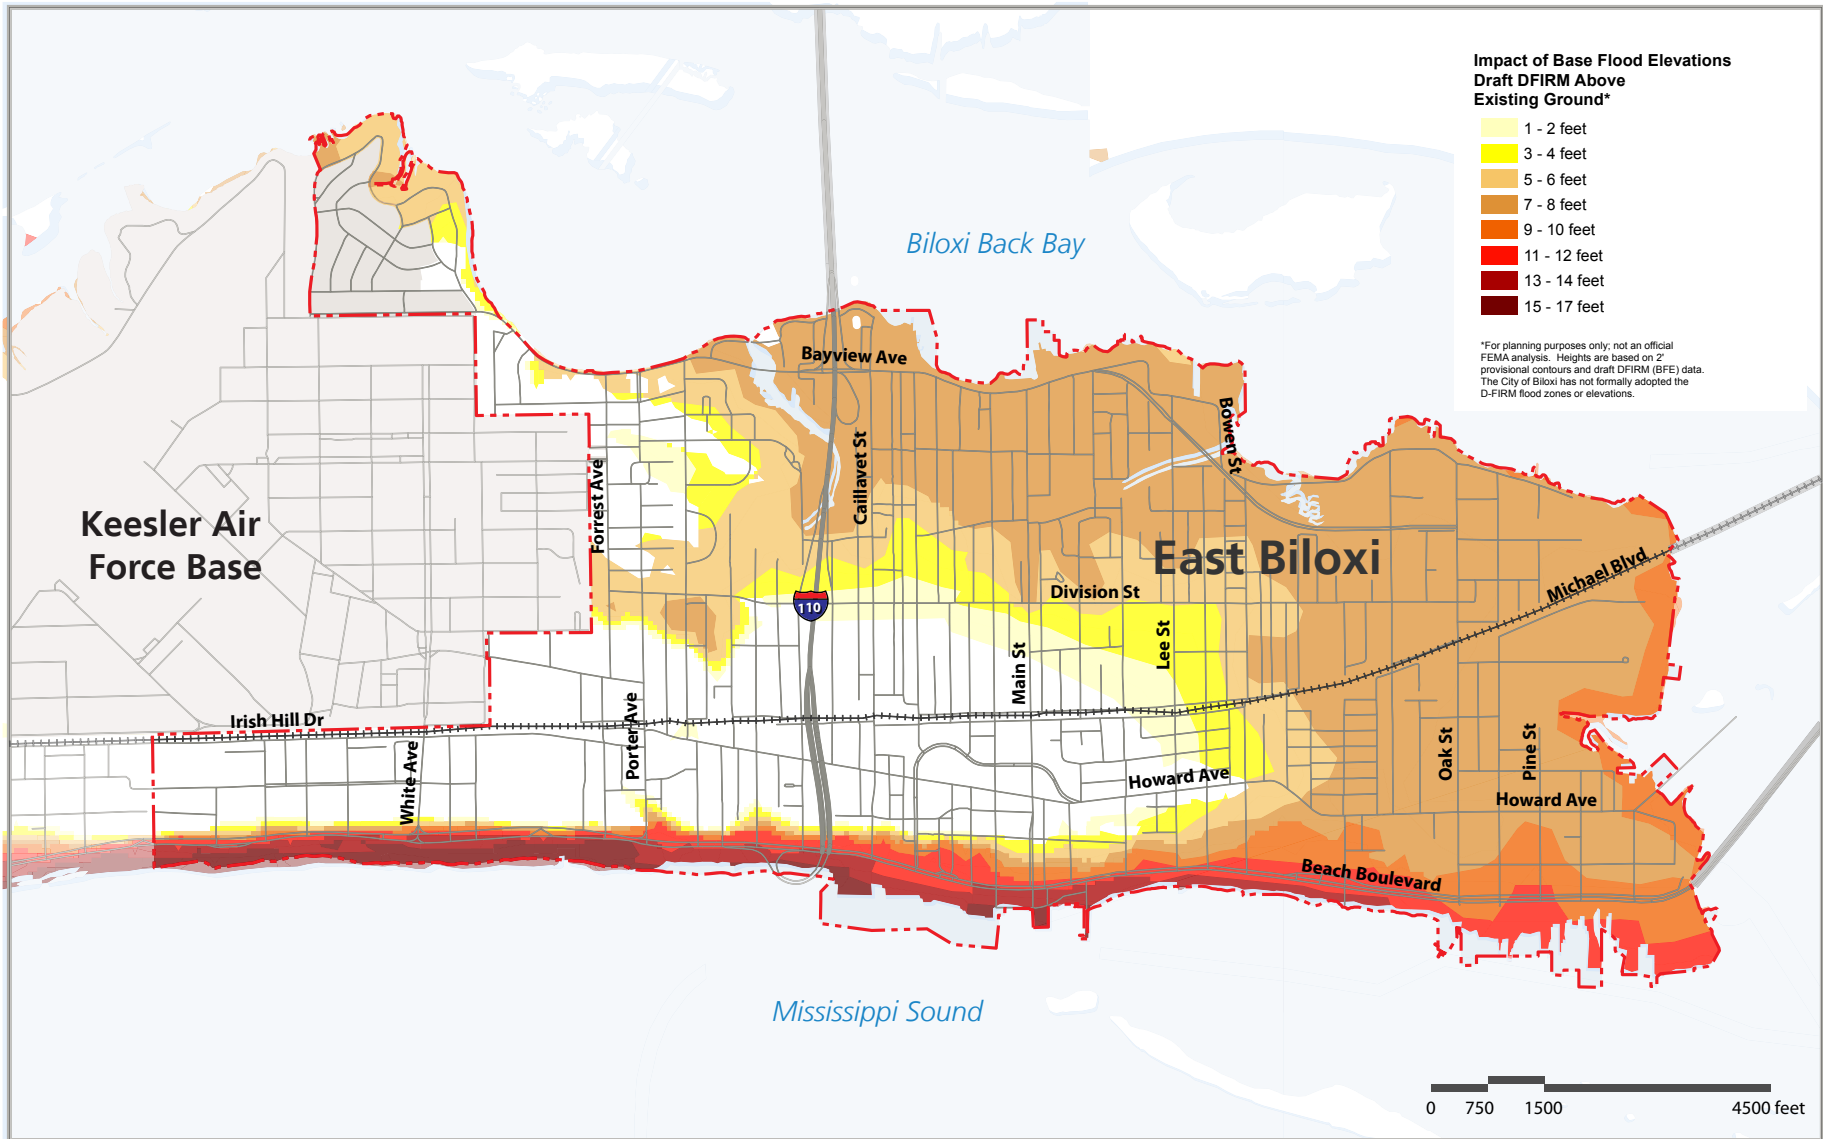 Impact of Base Flood Elevations
Draft DFIRM Above
Existing Ground*
1 - 2 feet
3 - 4 feet
5 - 6 feet
7 - 8 feet
9 - 10 feet
11 - 12 feet
13 - 14 feet
15 - 17 feet
*For planning purposes only; not an official
FEMA analysis. Heights are based on 2'
provisional contours and draft DFIRM (BFE) data.
The City of Biloxi has not formally adopted the
D-FIRM flood zones or elevations.
Biloxi Back Bay
Bayview Ave
Bowen St
Caillavet St
Forrest Ave
Keesler Air
Force Base
East Biloxi
Michael Blvd
Division St
110
Lee St
Main St
Porter Ave
Irish Hill Dr
White Ave
Oak St
Pine St
Howard Ave
Howard Ave
Beach Boulevard
Mississippi Sound
0 750 1500 4500 feet